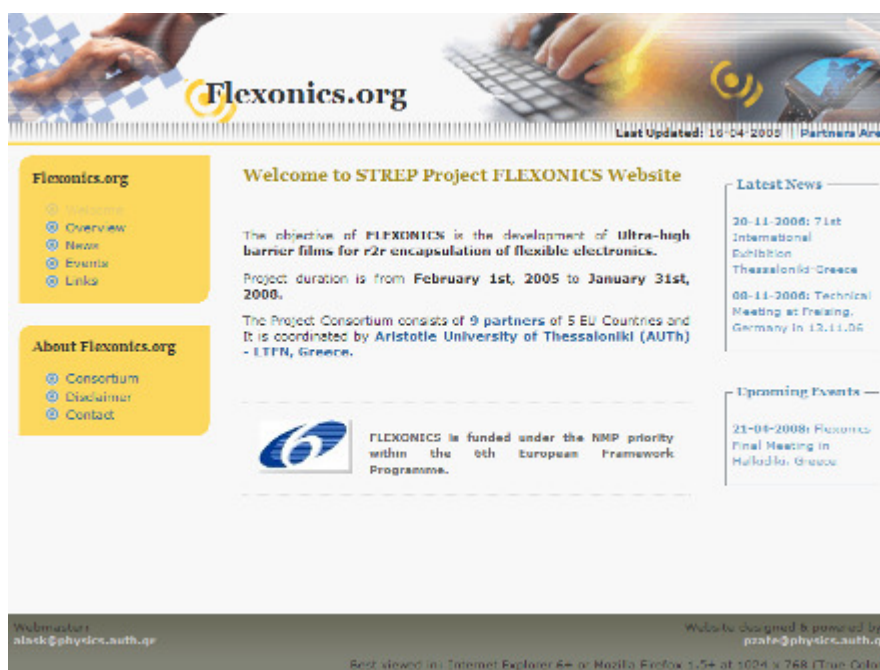 Flexonics.org
Last Updated: 16-04-2008 | Partners Are
Flexonics.org
Welcome
Overview
News
Events
Links
About Flexonics.org
Consortium
Disclaimer
Contact
Welcome to STREP Project FLEXONICS Website
The objective of FLEXONICS is the development of Ultra-high
barrier films for r2r encapsulation of flexible electronics.
Project duration is from February 1st, 2005 to January 31st,
2008.
The Project Consortium consists of 9 partners of 5 EU Countries and
It is coordinated by Aristotle University of Thessaloniki (AUTh)
- LTFN, Greece.
6
FLEXONICS is funded under the NMP priority
within the 6th European Framework
Programme.
Latest News
20-11-2006: 71st
International
Exhibition
Thessaloniki-Greece
08-11-2006: Technical
Meeting at Freising,
Germany in 13.11.06
Upcoming Events
21-04-2008: Flexonics
Final Meeting in
Halkidiki, Greece
Webmaster:
alask@physics.auth.gr
Website designed & powered by
pzafe@physics.auth.g
Best viewed in: Internet Explorer 6+ or Mozilla Firefox 1.5+ at 1024 x 768 (True Colo